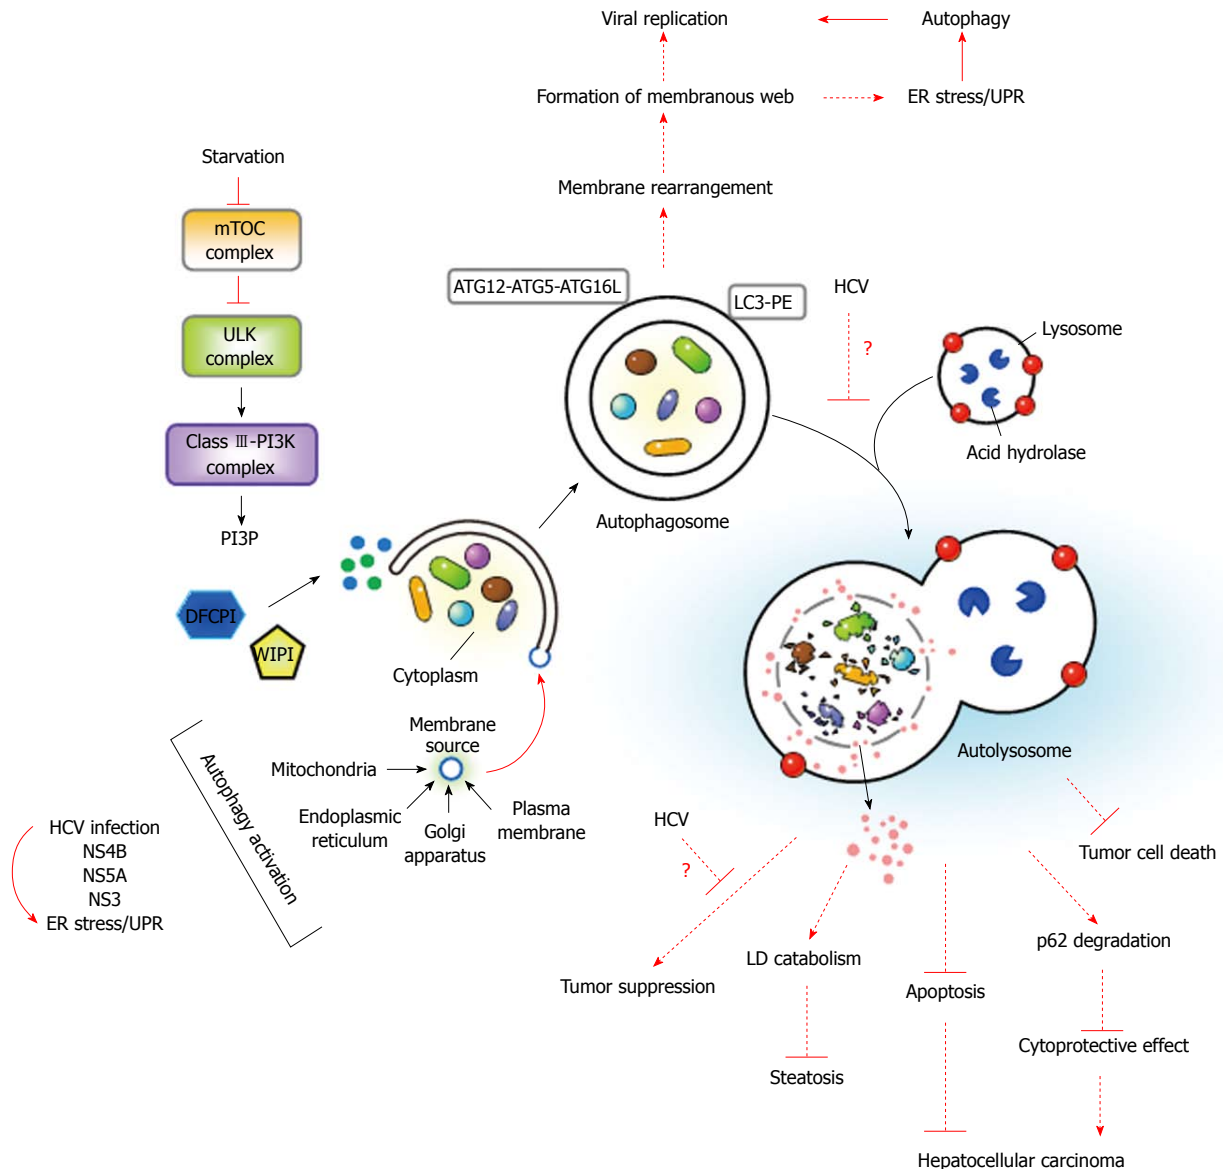 Viral replication
Autophagy
Formation of membranous web
ER stress/UPR
Starvation
Membrane rearrangement
mTOC
complex
ATG12-ATG5-ATG16L
LC3-PE
HCV
?
Lysosome
ULK
complex
Acid hydrolase
Class Ⅲ-PI3K
complex
Autophagosome
PI3P
DFCPI
WIPI
Cytoplasm
Membrane
source
Mitochondria
Endoplasmic
reticulum
Golgi
apparatus
Plasma
membrane
Autolysosome
Autophagy activation
HCV infection
NS4B
NS5A
NS3
ER stress/UPR
HCV
?
Tumor cell death
p62 degradation
LD catabolism
Tumor suppression
Apoptosis
Cytoprotective effect
Steatosis
Hepatocellular carcinoma